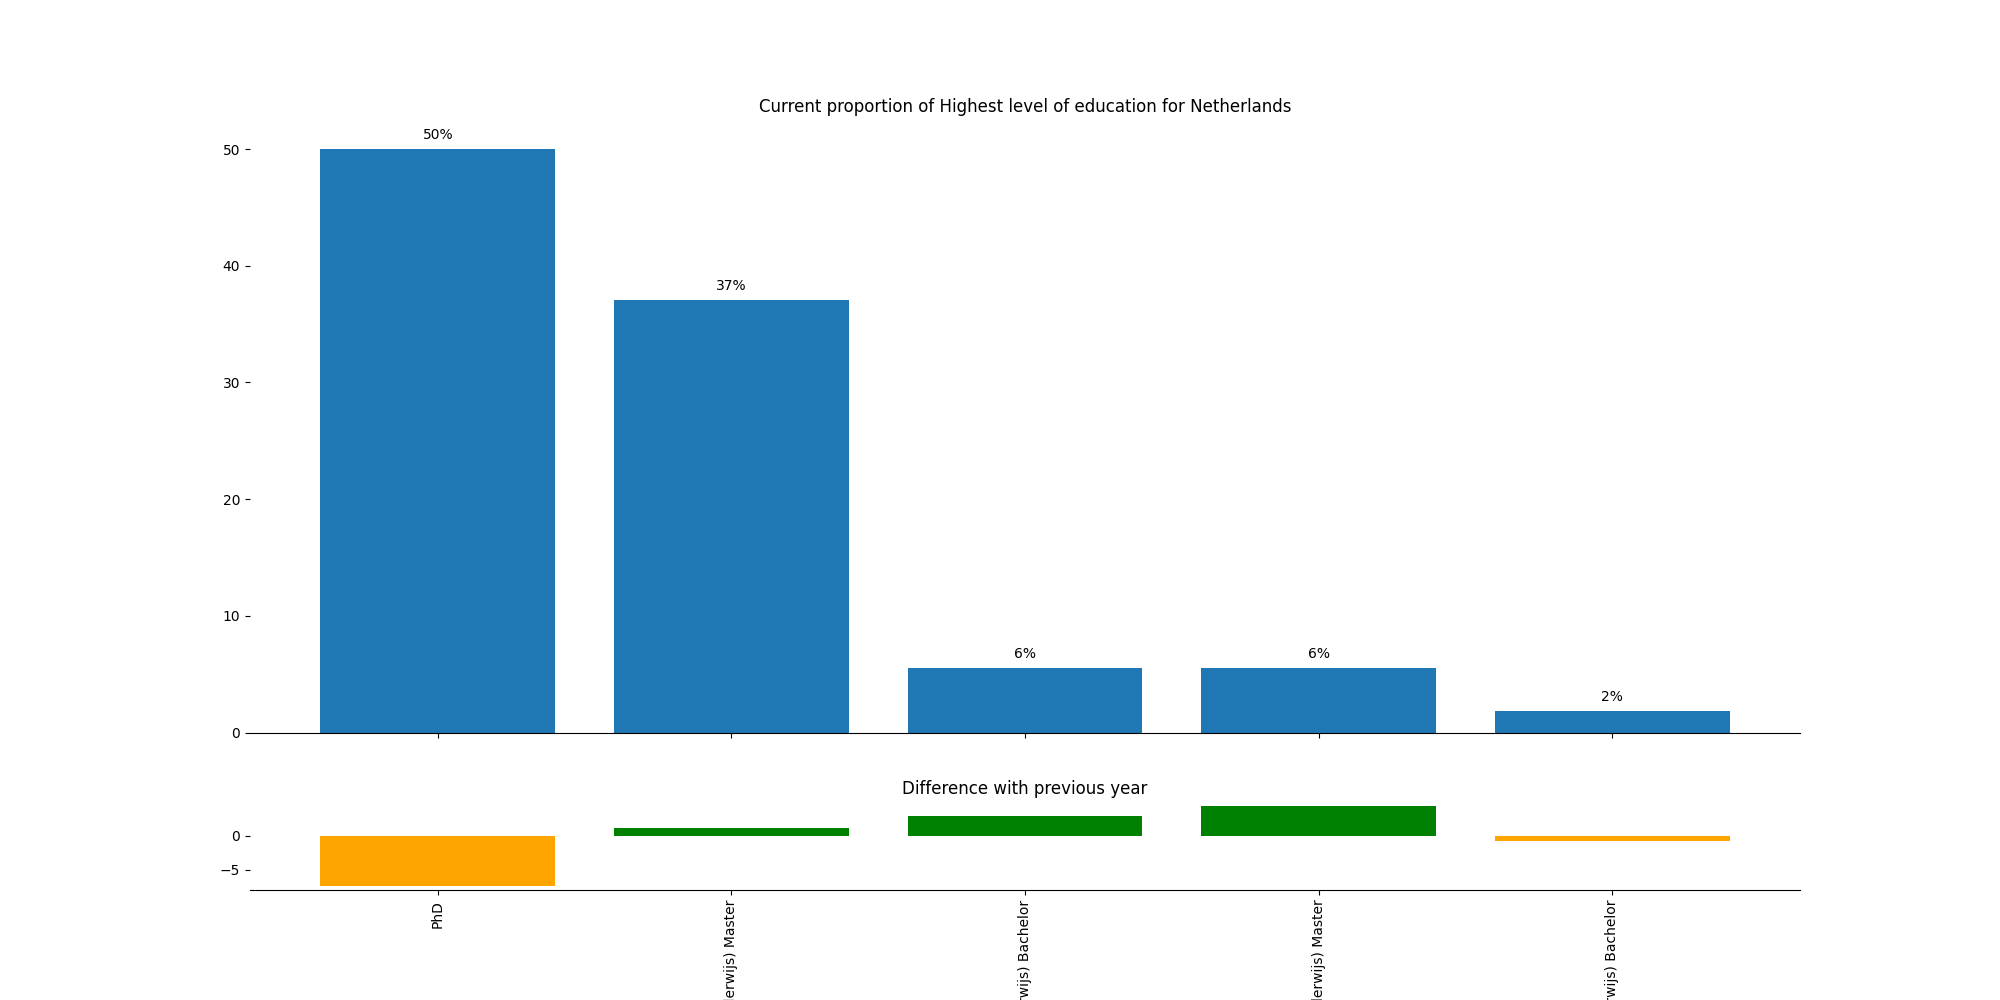 Current proportion of Highest level of education for Netherlands
50%
50
40
37%
30
20
10
6%
6%
2%
0
Difference with previous year
0
−5
PhD
Master
Bachelor
Master
Bachelor